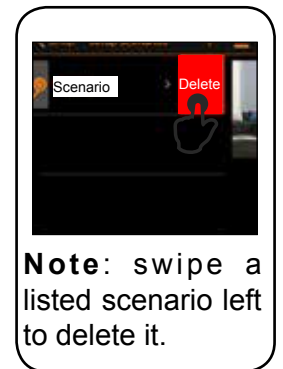 Scenario
Delete
Note: swipe a
listed scenario left
to delete it.